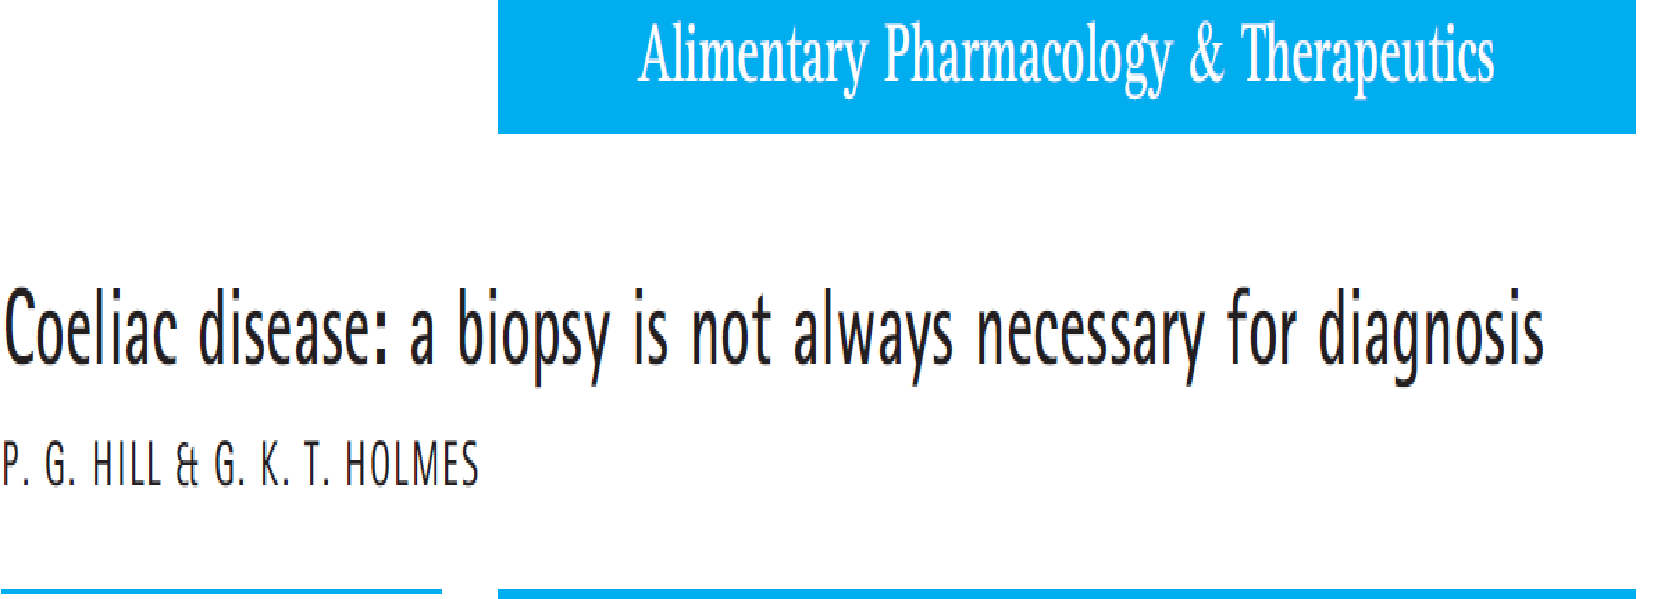 Alimentary Pharmacology & Therapeutics
Coeliac disease: a biopsy is not always necessary for diagnosis
P. G. HILL & G. K. T. HOLMES